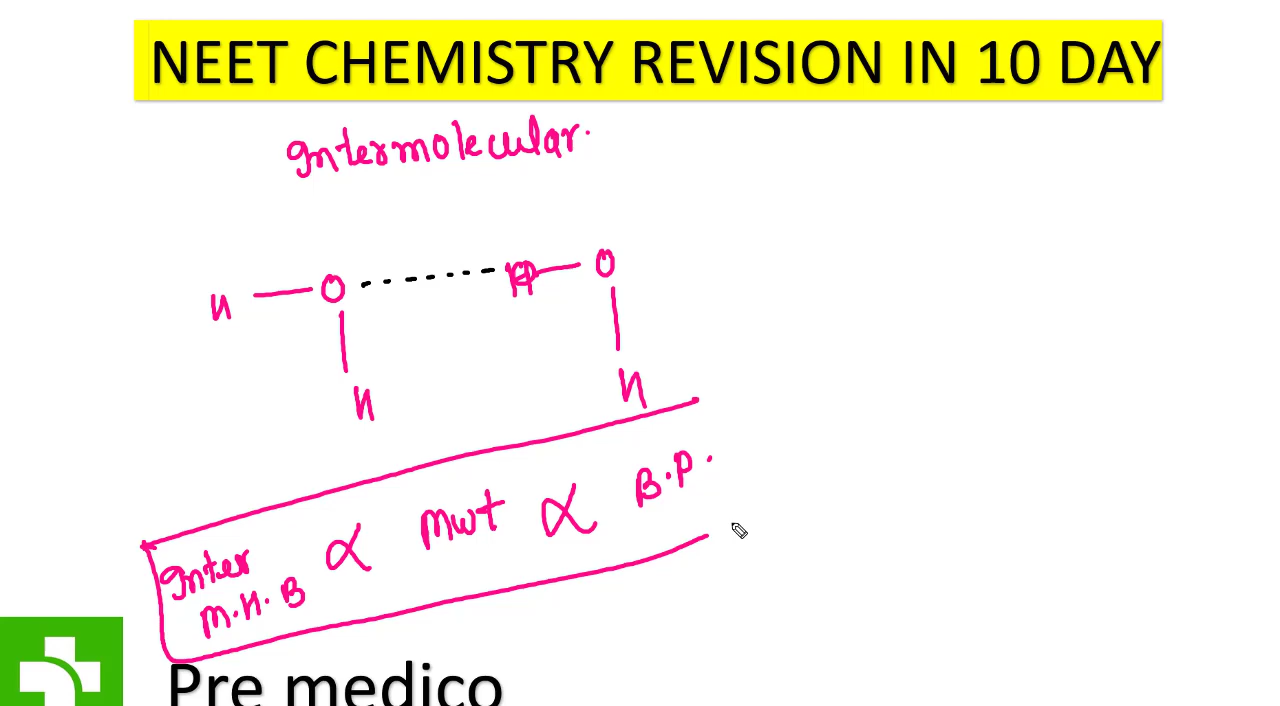 NEET CHEMISTRY REVISION IN 10 DAY
Intermolecular.
H O H O
H H
Inter M.H.B ∝ Mwt ∝ B.P.
Pre medico